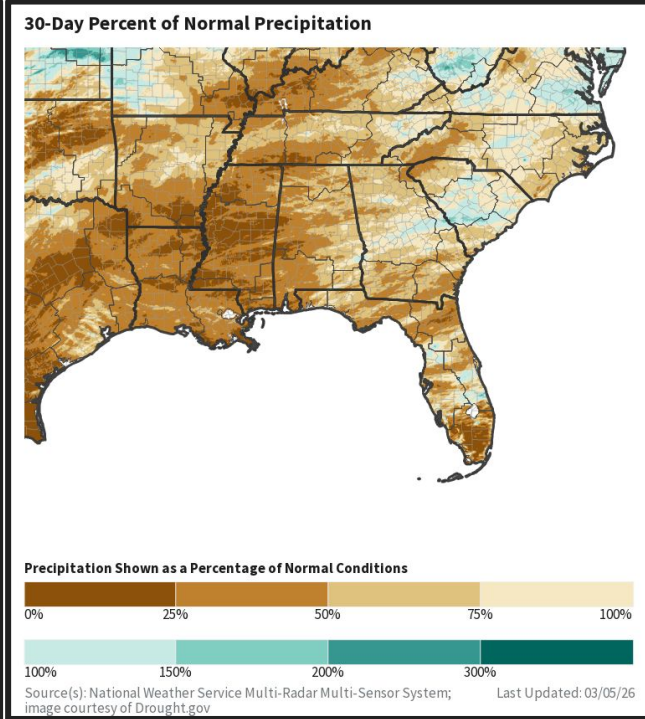 30-Day Percent of Normal Precipitation
Precipitation Shown as a Percentage of Normal Conditions
0% 25% 50% 75% 100%
100% 150% 200% 300%
Source(s): National Weather Service Multi-Radar Multi-Sensor System; Last Updated: 03/05/26
image courtesy of Drought.gov